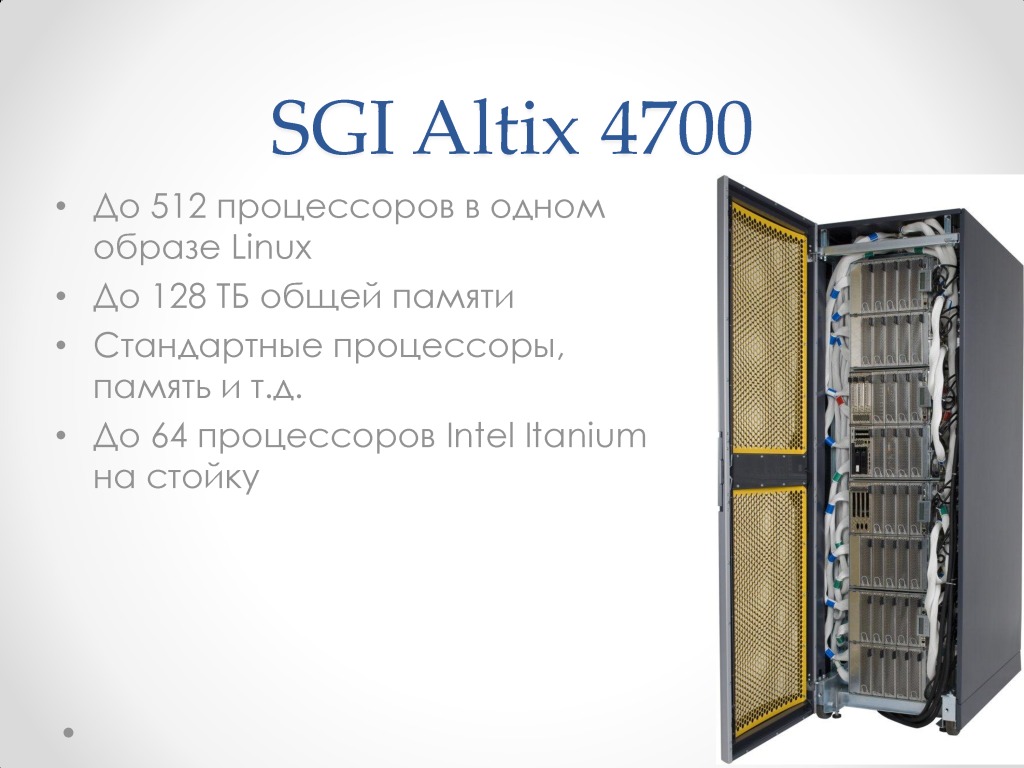 SGI Altix 4700
• До 512 процессоров в одном
образе Linux
• До 128 ТБ общей памяти
• Стандартные процессоры,
память и т.д.
• До 64 процессоров Intel Itanium
на стойку